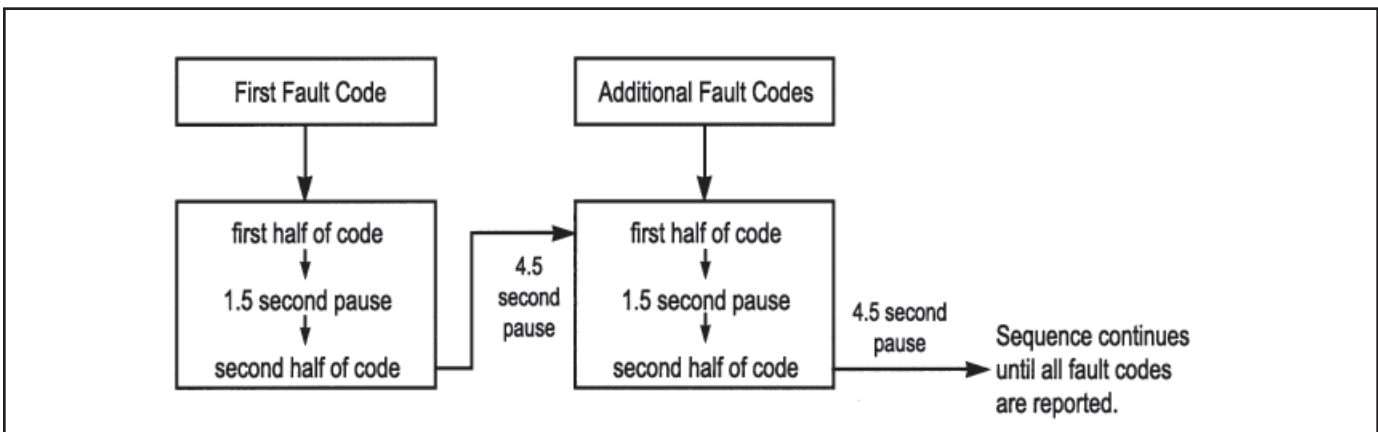 First Fault Code
first half of code
1.5 second pause
second half of code
4.5
second
pause
Additional Fault Codes
first half of code
1.5 second pause
second half of code
4.5 second
pause
Sequence continues
until all fault codes
are reported.